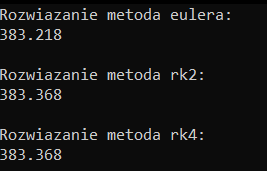 Rozwiazanie metoda eulera:
383.218
Rozwiazanie metoda rk2:
383.368
Rozwiazanie metoda rk4:
383.368